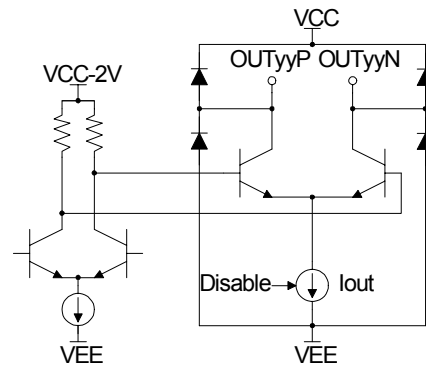 VCC
OUTyyP OUTyyN
VCC-2V
Disable
Iout
VEE
VEE